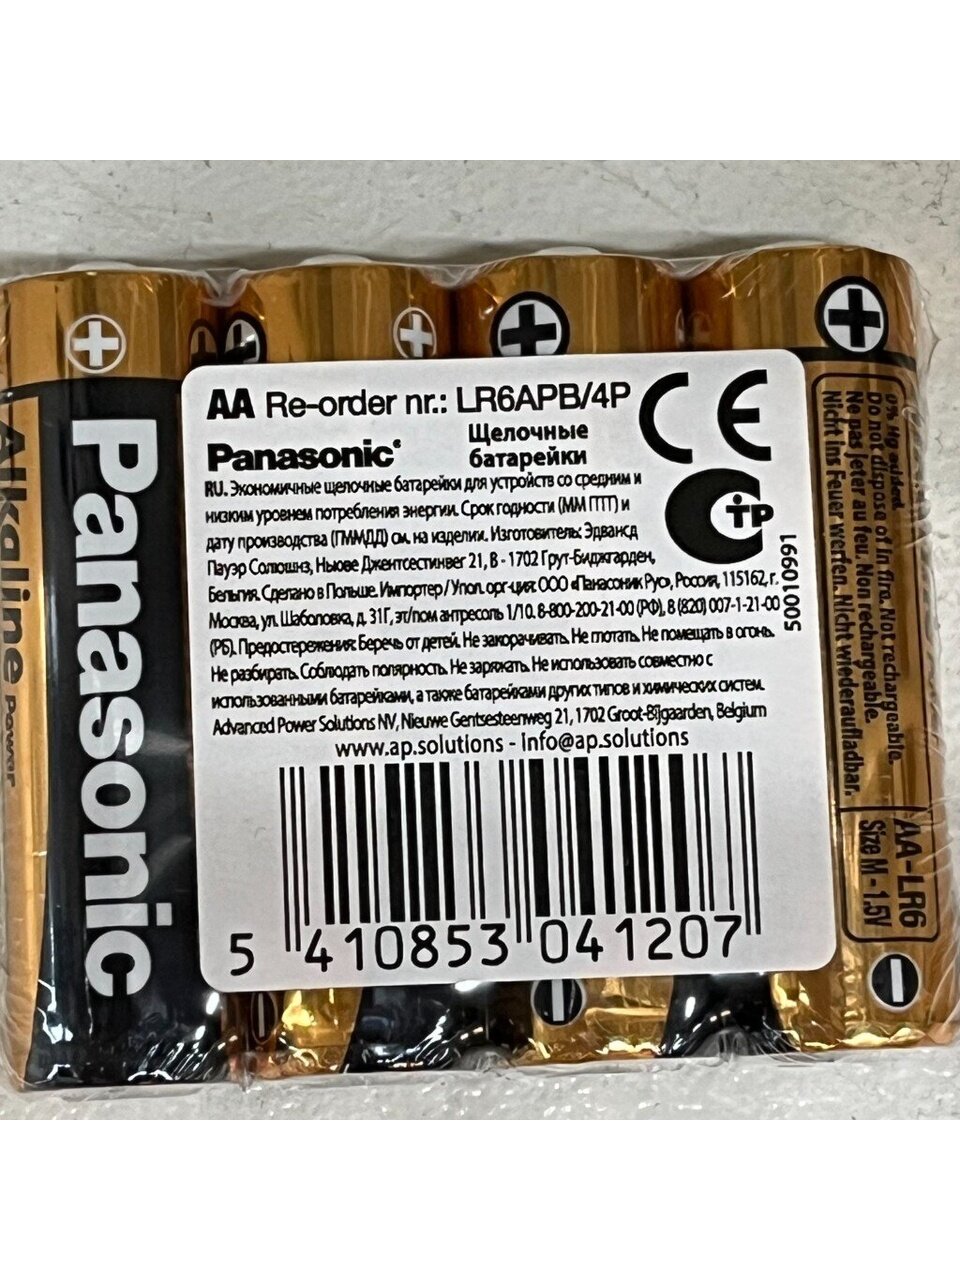 AA Re-order nr.: LR6APB/4P
CE
Panasonic
Щелочные
батарейки
RU. Экономичные щелочные батарейки для устройств со средним и
низким уровнем потребления энергии. Срок годности (ММ ГГГГ) и
дату производства (ГММДД) см. на изделии. Изготовитель: Эдвансд
Пауэр Солюшнз, Ньюве Джентсестинвег 21, В - 1702 Грут-Биджгарден,
Бельгия. Сделано в Польше. Импортер / Упол. орг-ция: ООО «Панасоник Рус», Россия, 115162, г.
Москва, ул. Шаболовка, д. 31Г, эт/пом антресоль 1/10. 8-800-200-21-00 (РФ), 8 (820) 007-1-21-00
(РБ). Предостережения: Беречь от детей. Не закорачивать. Не глотать. Не помещать в огонь.
Не разбирать. Соблюдать полярность. Не заряжать. Не использовать совместно с
использованными батарейками, а также батарейками других типов и химических систем.
Advanced Power Solutions NV, Nieuwe Gentsesteenweg 21, 1702 Groot-Bijgaarden, Belgium
www.ap.solutions - info@ap.solutions
5 410853 041207
50010991
СТР
Panasonic
Alkaline Power
0% Hg added.
Do not dispose of in fire. Not rechargeable.
Ne pas jeter au feu. Non rechargeable.
Nicht ins Feuer werfen. Nicht wiederaufladbar.
AA-LR6
Size M - 1.5V